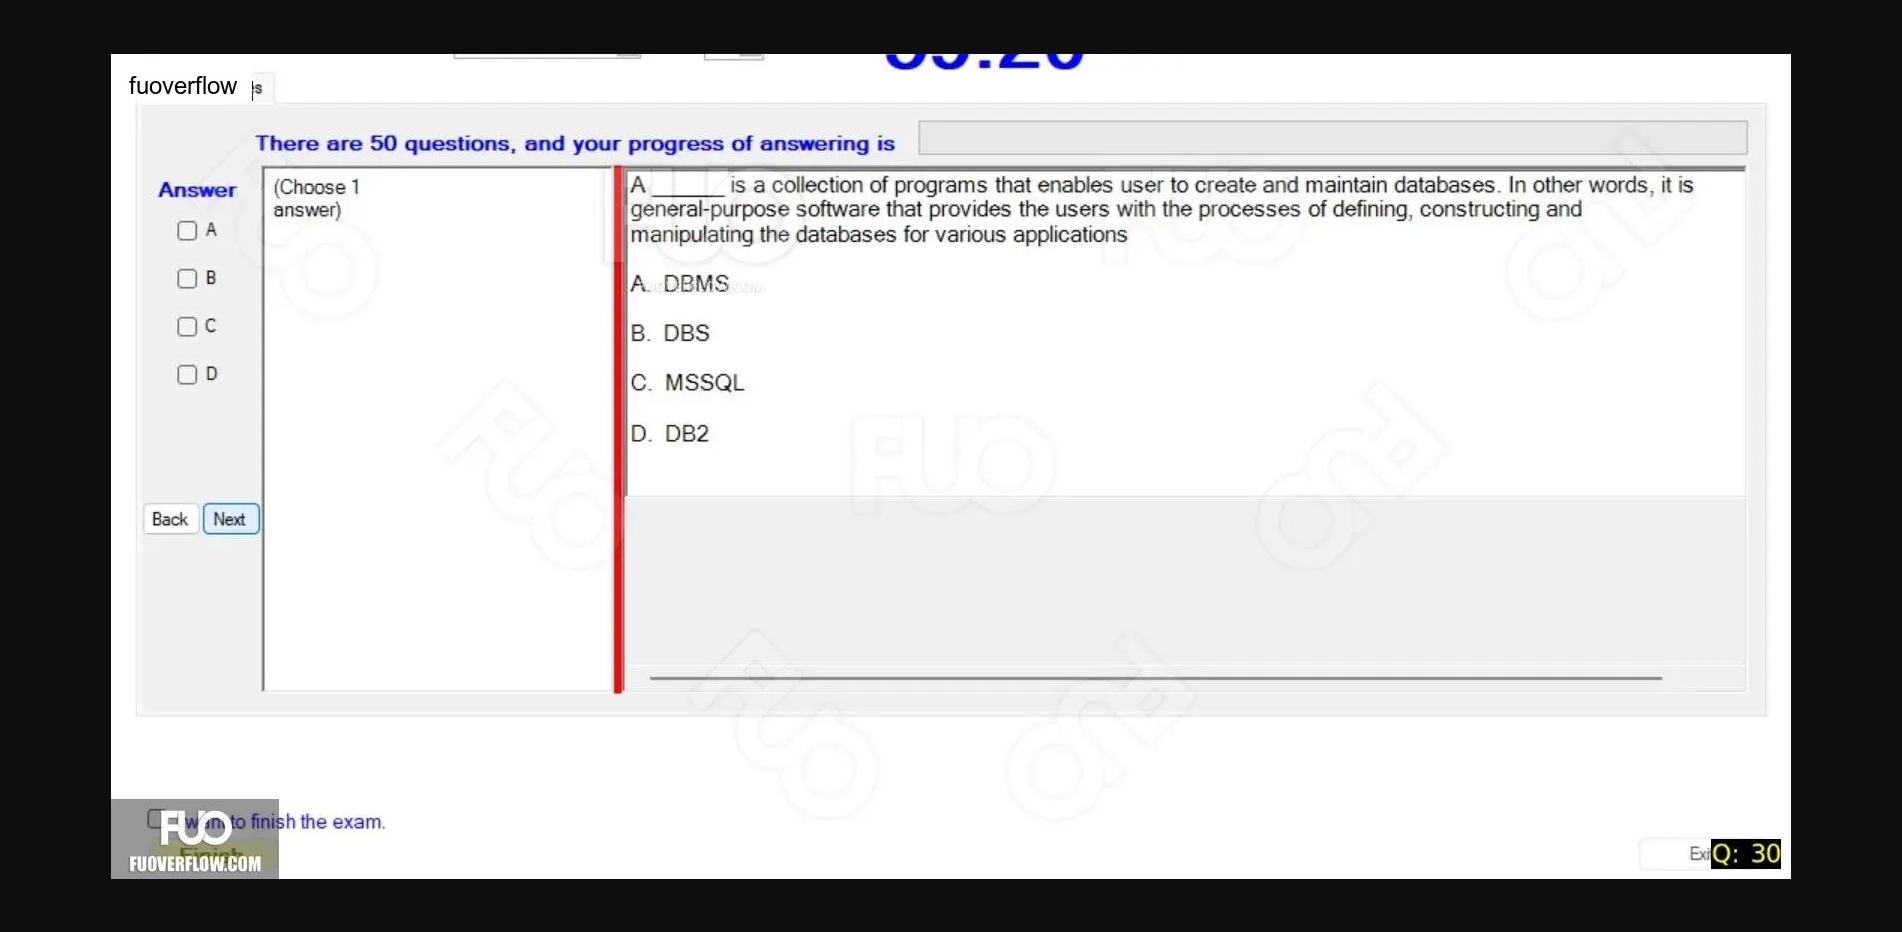 fuoverflow
s
There are 50 questions, and your progress of answering is
Answer
(Choose 1
answer)
A
B
C
D
Back
Next
A ______ is a collection of programs that enables user to create and maintain databases. In other words, it is
general-purpose software that provides the users with the processes of defining, constructing and
manipulating the databases for various applications
A. DBMS
B. DBS
C. MSSQL
D. DB2
FUO
want to finish the exam.
Finish
FUOVERFLOW.COM
Exi
Q: 30